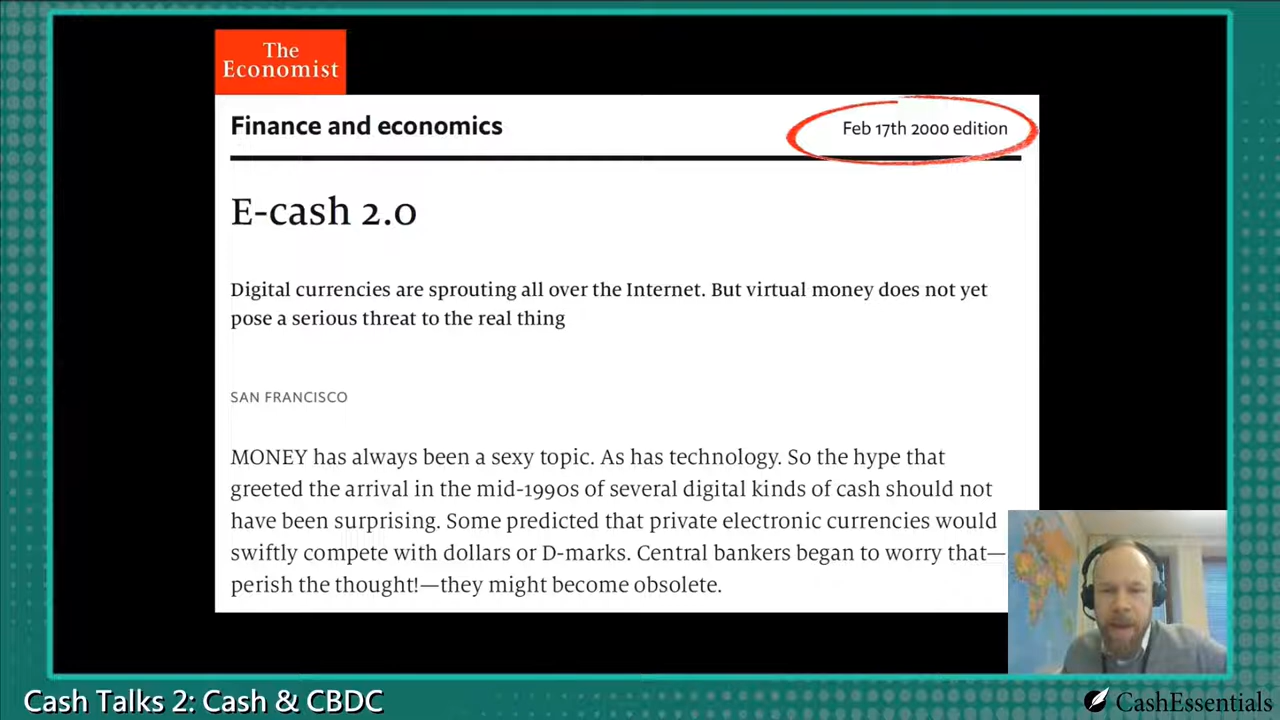 The
Economist
Finance and economics
Feb 17th 2000 edition
E-cash 2.0
Digital currencies are sprouting all over the Internet. But virtual money does not yet
pose a serious threat to the real thing
SAN FRANCISCO
MONEY has always been a sexy topic. As has technology. So the hype that
greeted the arrival in the mid-1990s of several digital kinds of cash should not
have been surprising. Some predicted that private electronic currencies would
swiftly compete with dollars or D-marks. Central bankers began to worry that—
perish the thought!—they might become obsolete.
Cash Talks 2: Cash & CBDC
CashEssentials